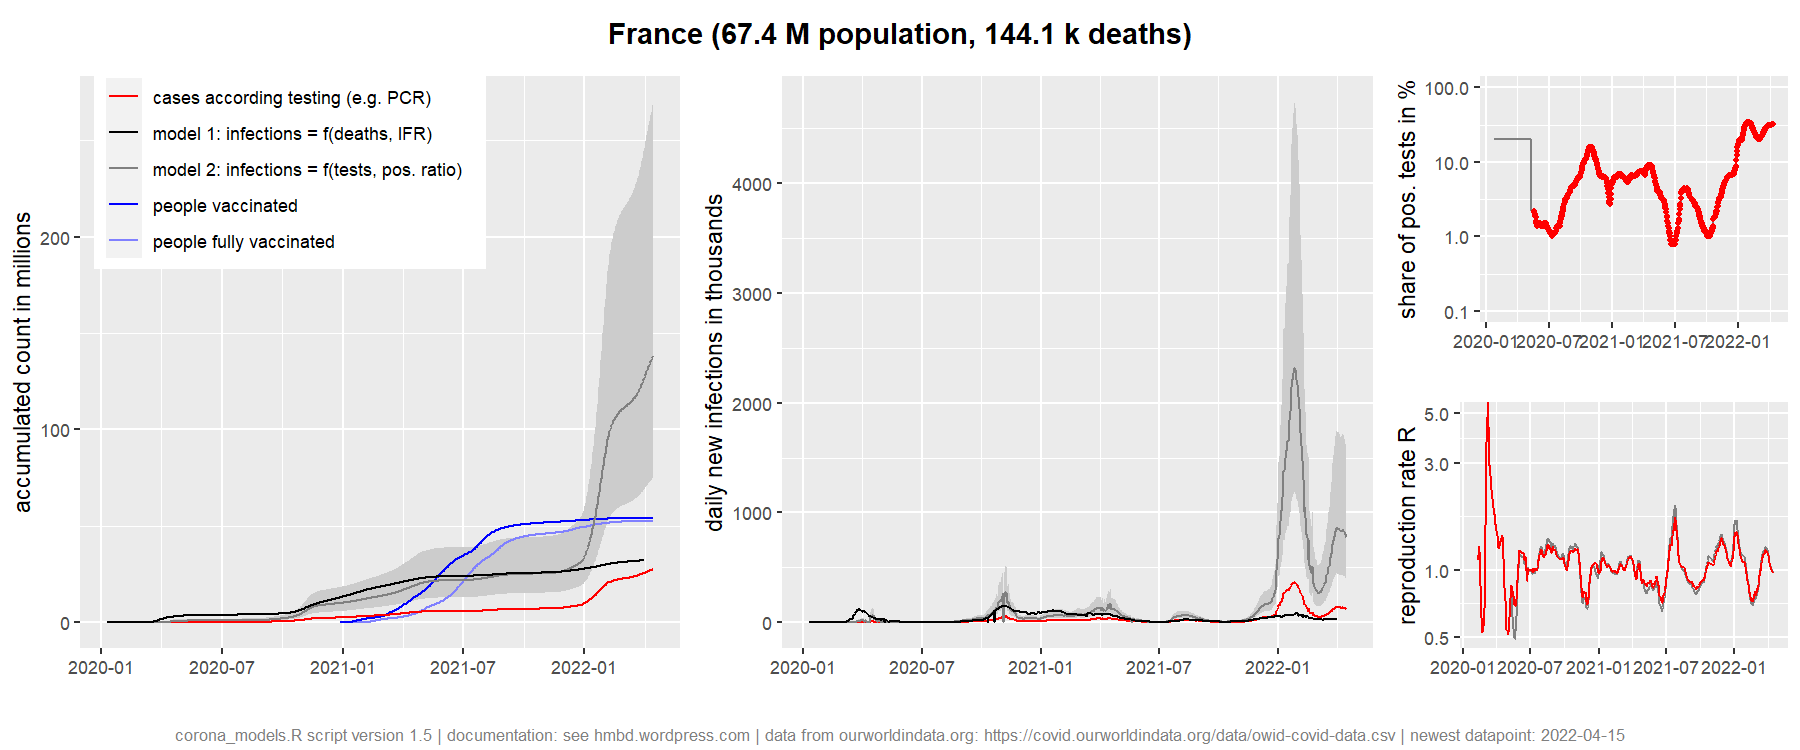 France (67.4 M population, 144.1 k deaths)
accumulated count in millions
200
100
0
cases according testing (e.g. PCR)
model 1: infections = f(deaths, IFR)
model 2: infections = f(tests, pos. ratio)
people vaccinated
people fully vaccinated
2020-01 2020-07 2021-01 2021-07 2022-01
daily new infections in thousands
4000
3000
2000
1000
0
2020-01 2020-07 2021-01 2021-07 2022-01
share of pos. tests in %
100.0
10.0
1.0
0.1
2020-01 2020-07 2021-01 2021-07 2022-01
reproduction rate R
5.0
3.0
1.0
0.5
2020-01 2020-07 2021-01 2021-07 2022-01
corona_models.R script version 1.5 | documentation: see hmbd.wordpress.com | data from ourworldindata.org: https://covid.ourworldindata.org/data/owid-covid-data.csv | newest datapoint: 2022-04-15